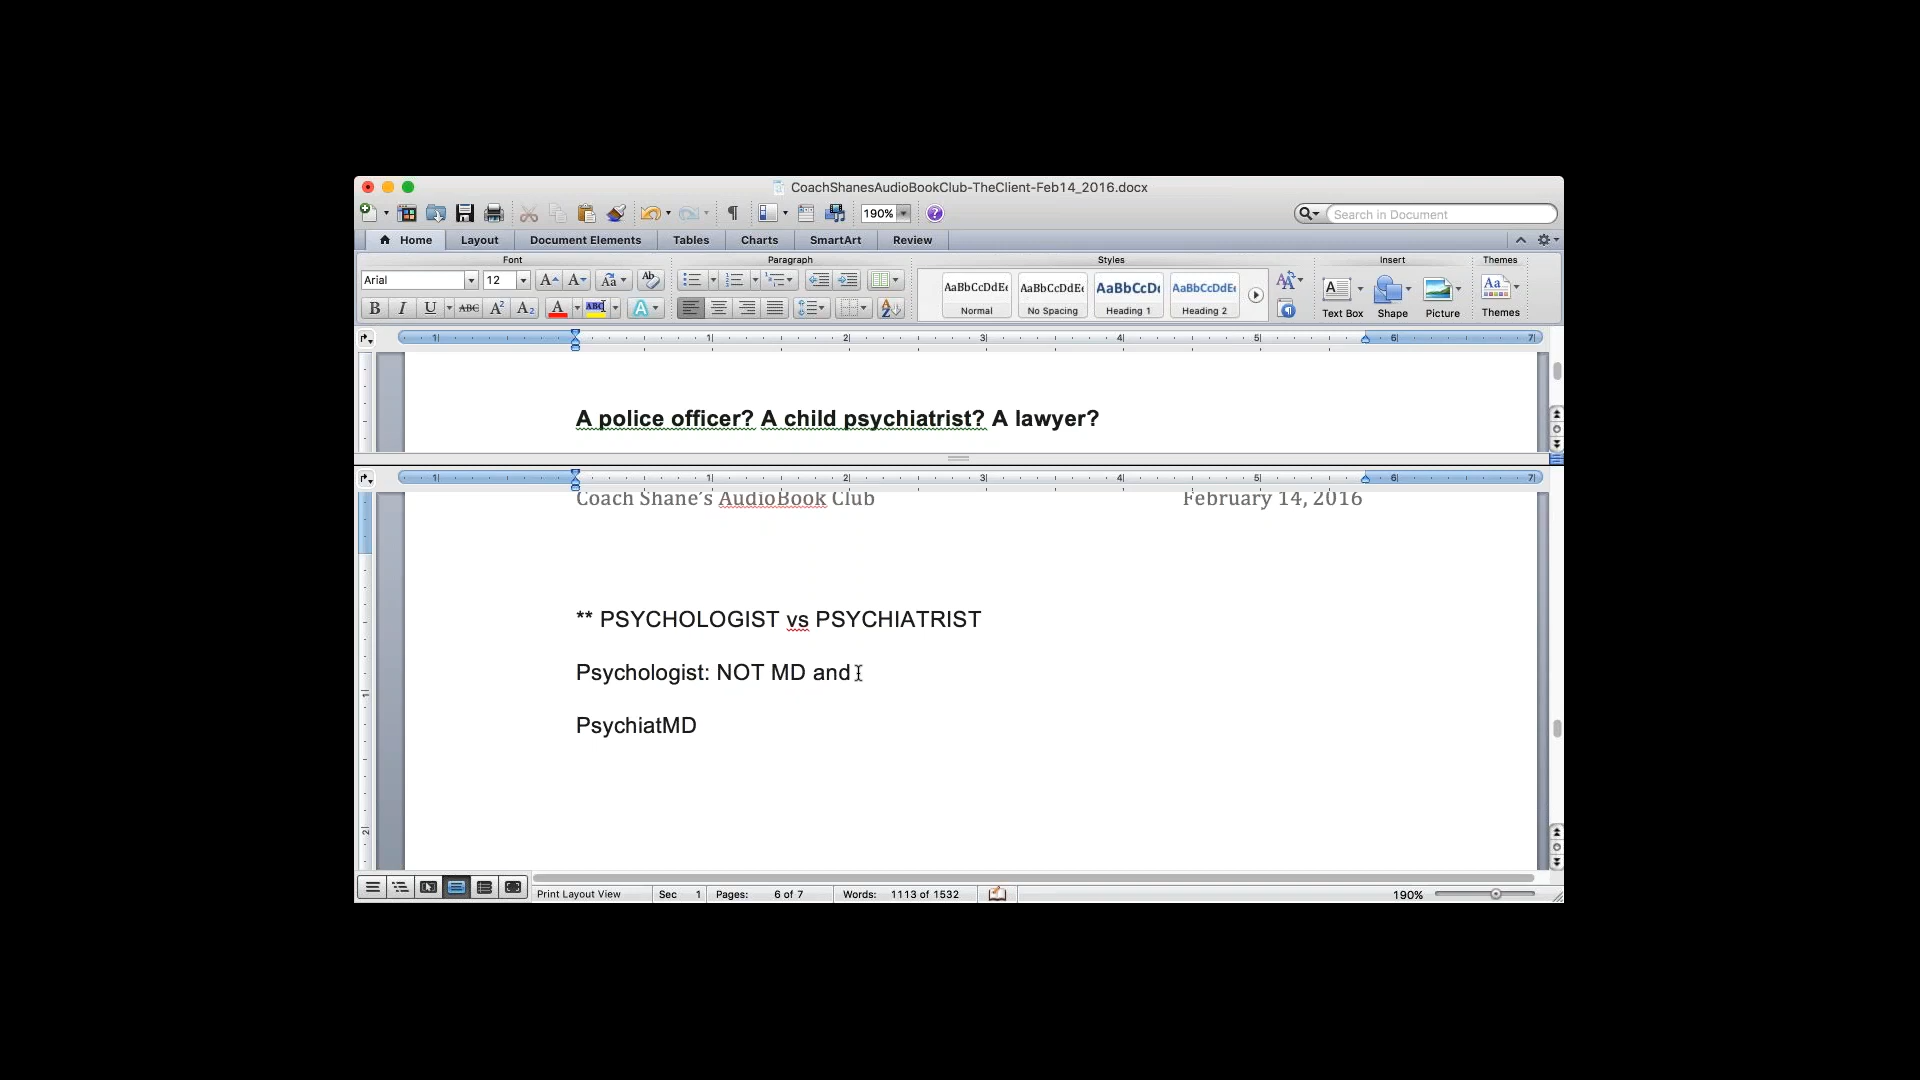 CoachShanesAudioBookClub-TheClient-Feb14_2016.docx
190%
Search in Document
Home Layout Document Elements Tables Charts SmartArt Review
Font Paragraph Styles Insert Themes
Arial 12
AaBbCcDdEe AaBbCcDdEe AaBbCcDı AaBbCcDdEe
Normal No Spacing Heading 1 Heading 2
Text Box Shape Picture Themes
A police officer? A child psychiatrist? A lawyer?
Coach Shane's AudioBook Club February 14, 2016
** PSYCHOLOGIST vs PSYCHIATRIST
Psychologist: NOT MD and
PsychiatMD
Print Layout View Sec 1 Pages: 6 of 7 Words: 1113 of 1532 190%